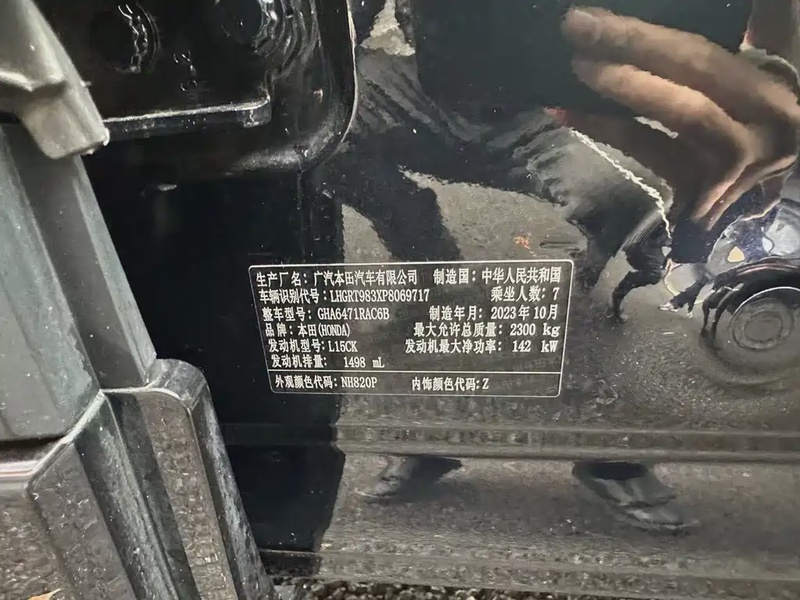 生产厂名：广汽本田汽车有限公司 制造国：中华人民共和国
车辆识别代号：LHGRT983XP8069717 乘坐人数：7
整车型号：GHA6471RAC6B 制造年月：2023年10月
品牌：本田(HONDA) 最大允许总质量：2300 kg
发动机型号：L15CK 发动机最大净功率：142 kW
发动机排量：1498 mL
外观颜色代码：NH820P 内饰颜色代码：Z